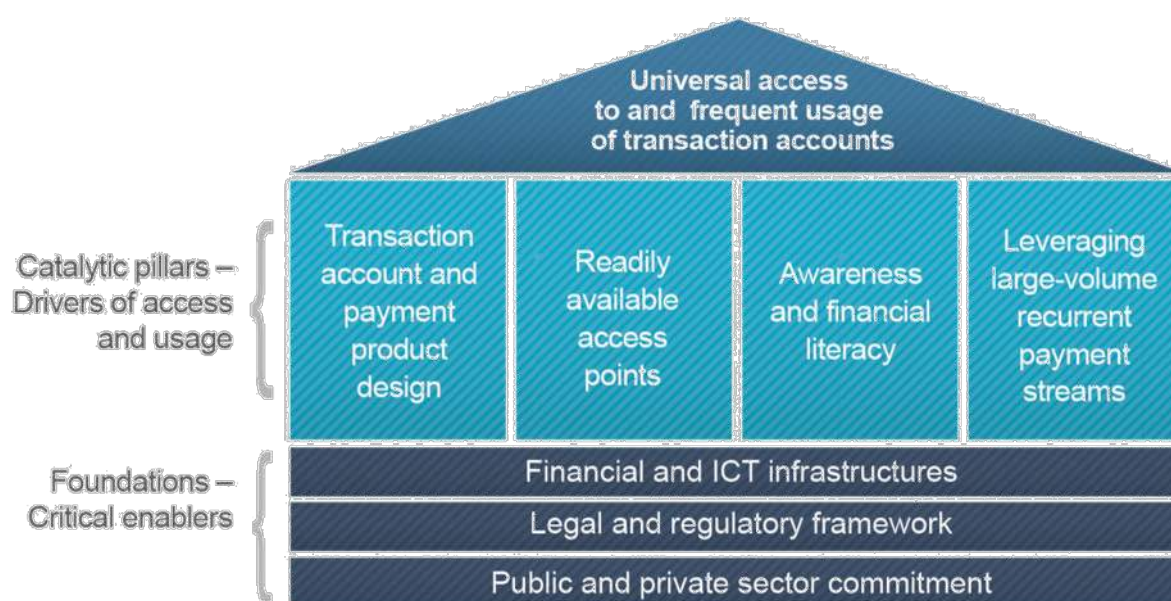 Universal access
to and frequent usage
of transaction accounts
Catalytic pillars –
Drivers of access
and usage
Transaction
account and
payment
product
design
Readily
available
access
points
Awareness
and financial
literacy
Leveraging
large-volume
recurrent
payment
streams
Foundations –
Critical enablers
Financial and ICT infrastructures
Legal and regulatory framework
Public and private sector commitment